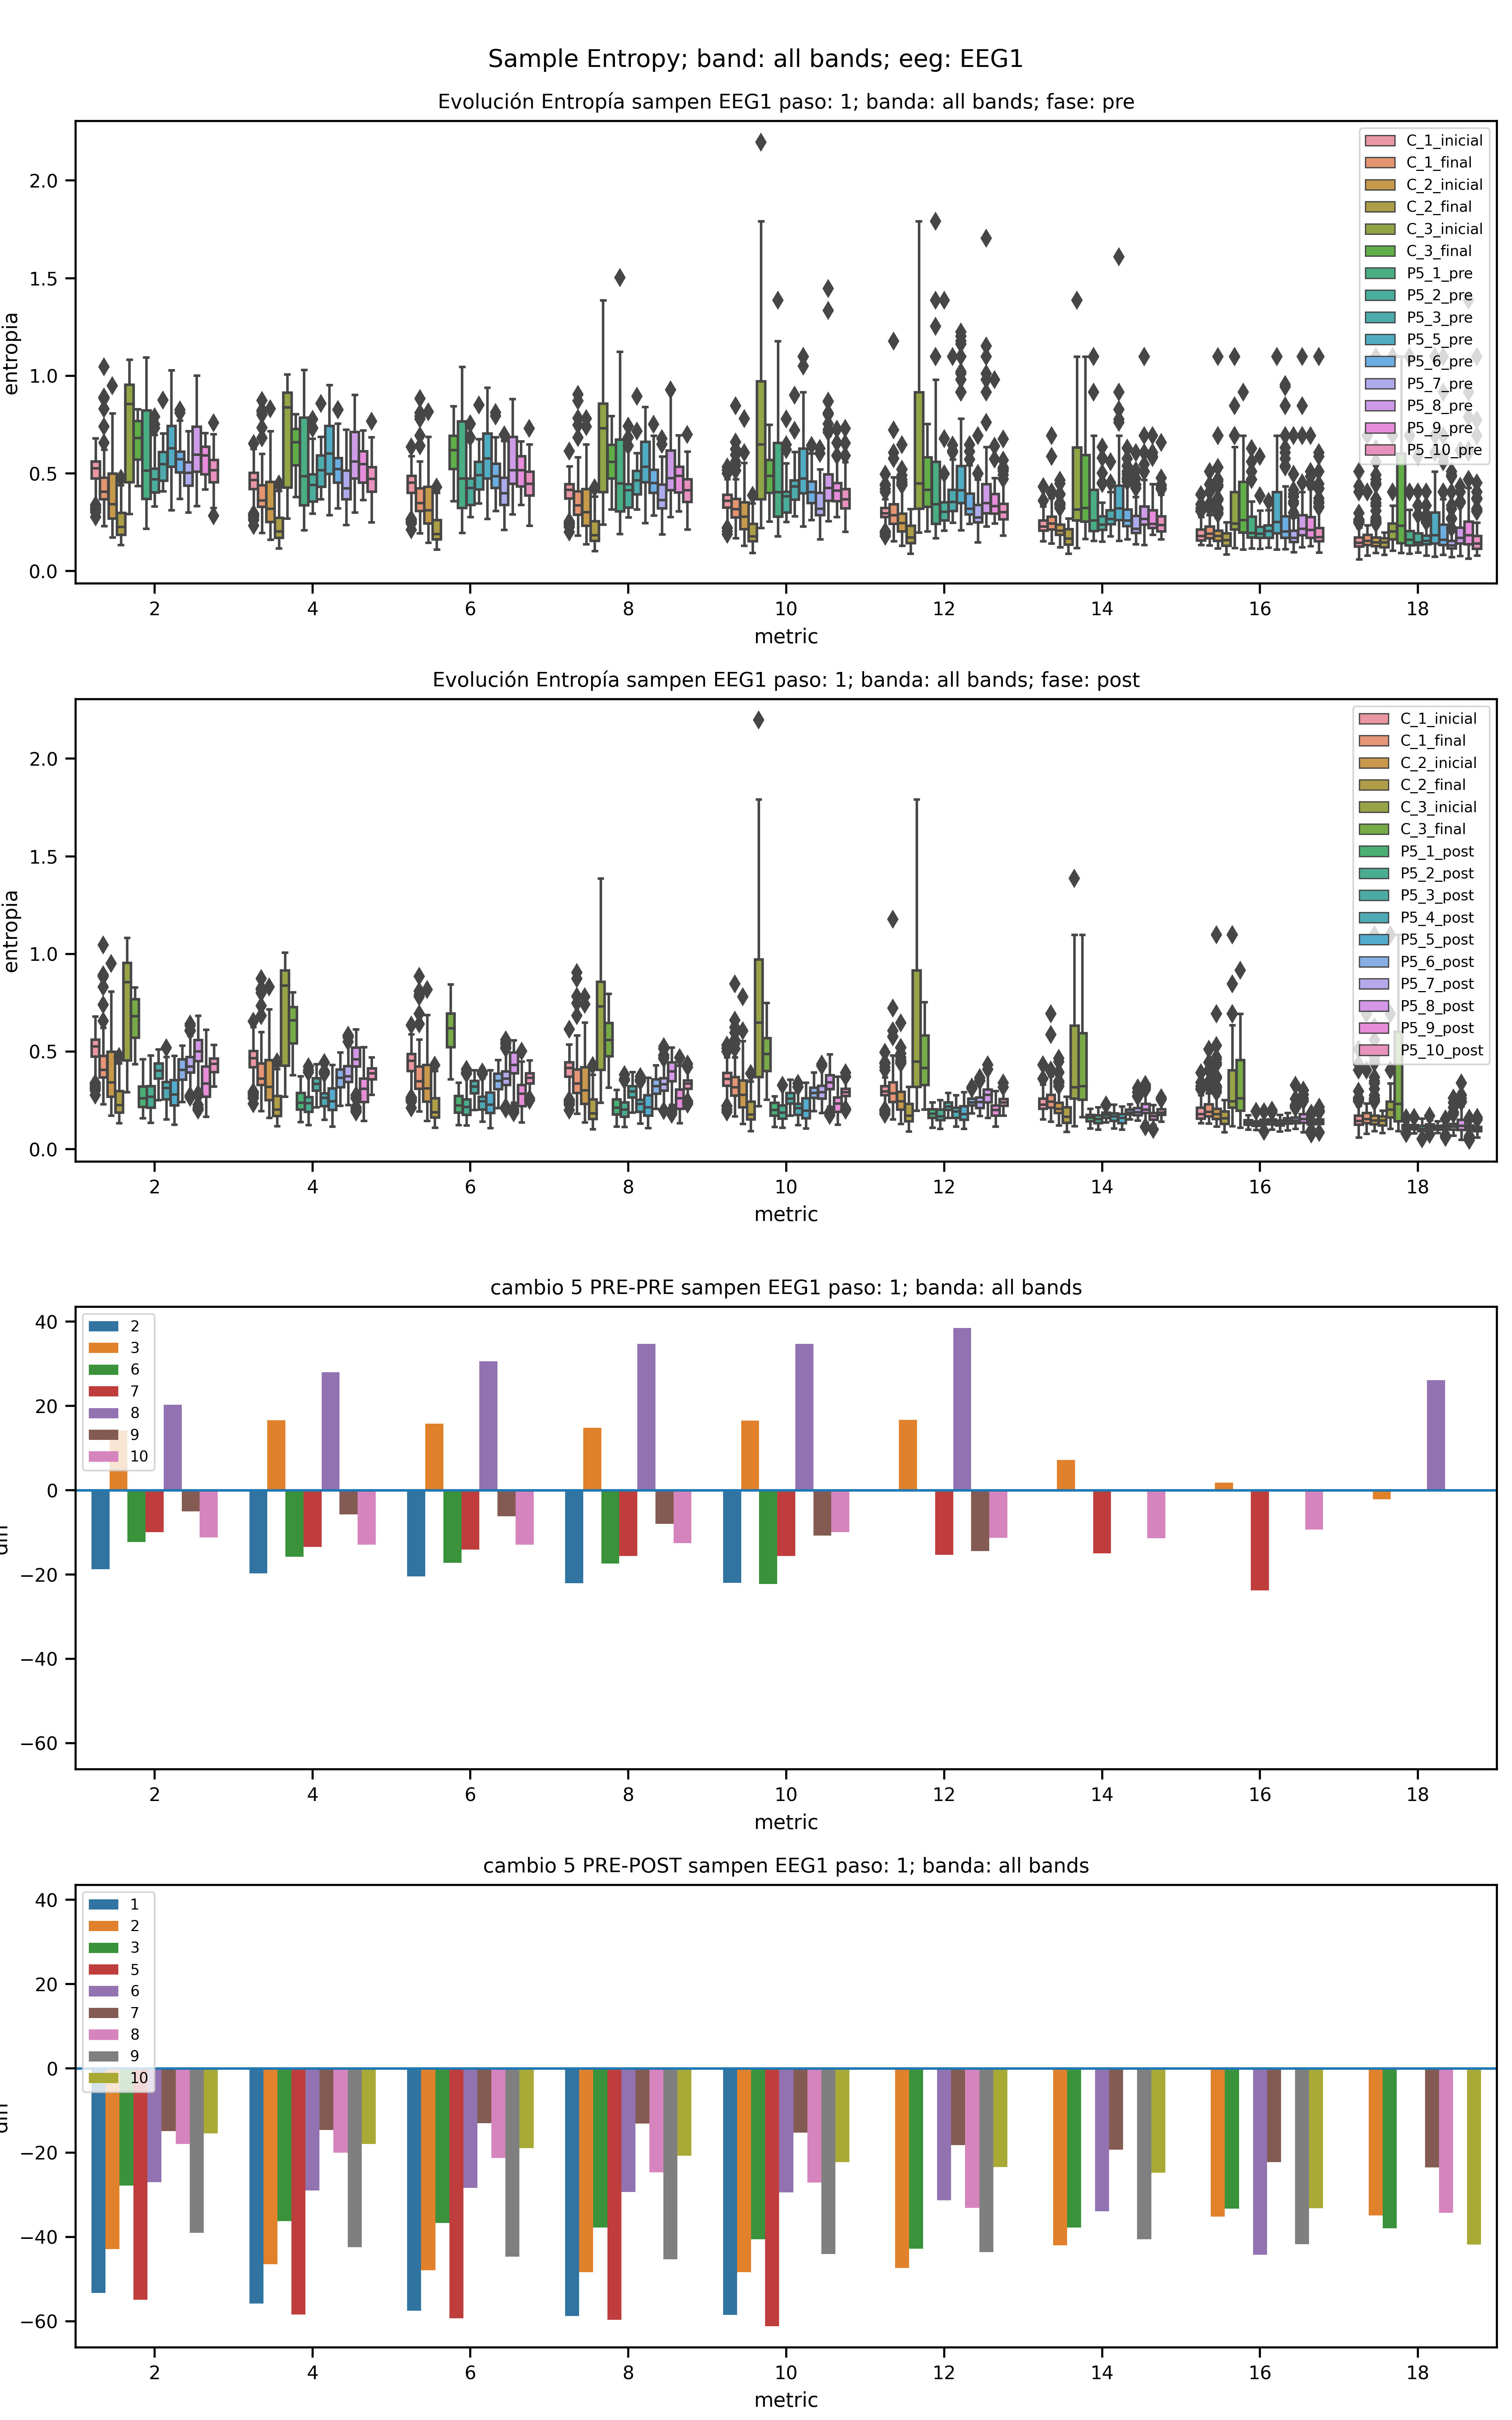 Sample Entropy; band: all bands; eeg: EEG1
Evolución Entropía sampen EEG1 paso: 1; banda: all bands; fase: pre
entropia
2.0
1.5
1.0
0.5
0.0
C_1_inicial
C_1_final
C_2_inicial
C_2_final
C_3_inicial
C_3_final
P5_1_pre
P5_2_pre
P5_3_pre
P5_5_pre
P5_6_pre
P5_7_pre
P5_8_pre
P5_9_pre
P5_10_pre
2 4 6 8 10 12 14 16 18
metric
Evolución Entropía sampen EEG1 paso: 1; banda: all bands; fase: post
entropia
2.0
1.5
1.0
0.5
0.0
C_1_inicial
C_1_final
C_2_inicial
C_2_final
C_3_inicial
C_3_final
P5_1_post
P5_2_post
P5_3_post
P5_4_post
P5_5_post
P5_6_post
P5_7_post
P5_8_post
P5_9_post
P5_10_post
2 4 6 8 10 12 14 16 18
metric
cambio 5 PRE-PRE sampen EEG1 paso: 1; banda: all bands
40
20
0
−20
−40
−60
2
3
6
7
8
9
10
2 4 6 8 10 12 14 16 18
metric
cambio 5 PRE-POST sampen EEG1 paso: 1; banda: all bands
40
20
0
−20
−40
−60
1
2
3
5
6
7
8
9
10
2 4 6 8 10 12 14 16 18
metric